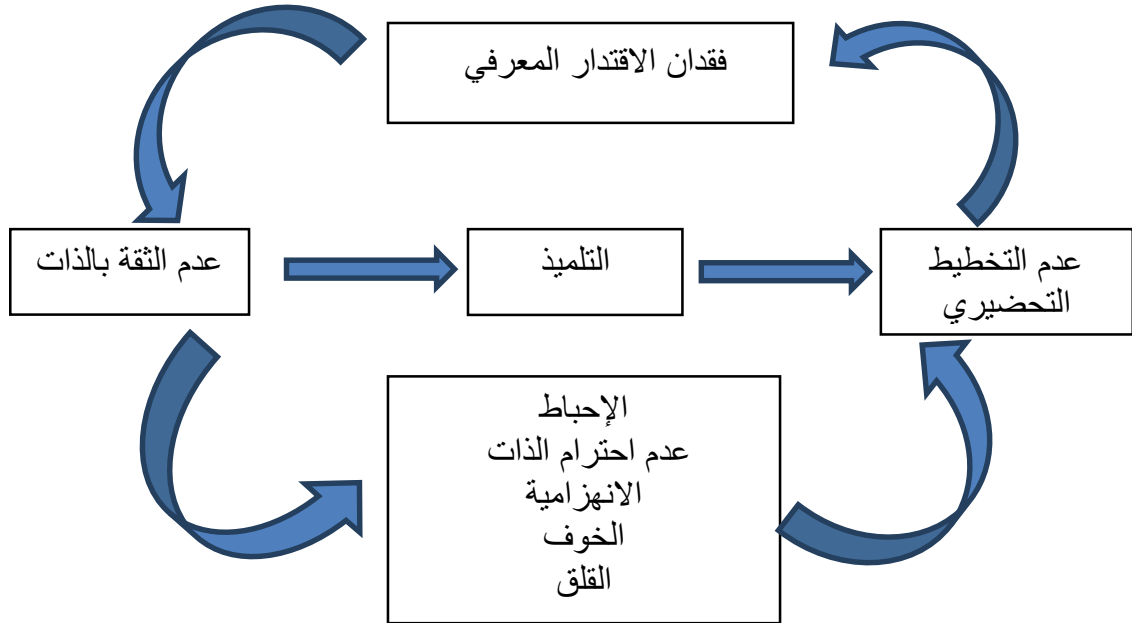 فقدان الاقتدار المعرفي
عدم التخطيط
التحضيري
التلميذ
عدم الثقة بالذات
الإحباط
عدم احترام الذات
الانهزامية
الخوف
القلق